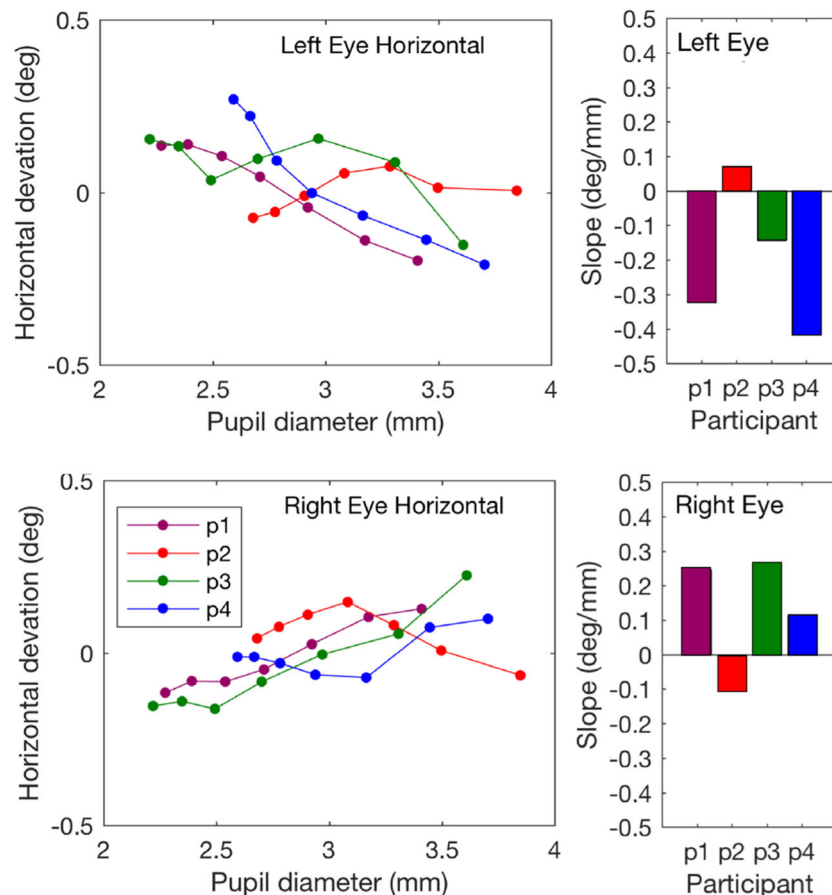 Left Eye Horizontal
0.5
0
-0.5
Horizontal devation (deg)
2 2.5 3 3.5 4
Pupil diameter (mm)
Left Eye
0.5
0.4
0.3
0.2
0.1
0
-0.1
-0.2
-0.3
-0.4
-0.5
Slope (deg/mm)
p1 p2 p3 p4
Participant
Right Eye Horizontal
p1
p2
p3
p4
0.5
0
-0.5
Horizontal devation (deg)
2 2.5 3 3.5 4
Pupil diameter (mm)
Right Eye
0.5
0.4
0.3
0.2
0.1
0
-0.1
-0.2
-0.3
-0.4
-0.5
Slope (deg/mm)
p1 p2 p3 p4
Participant